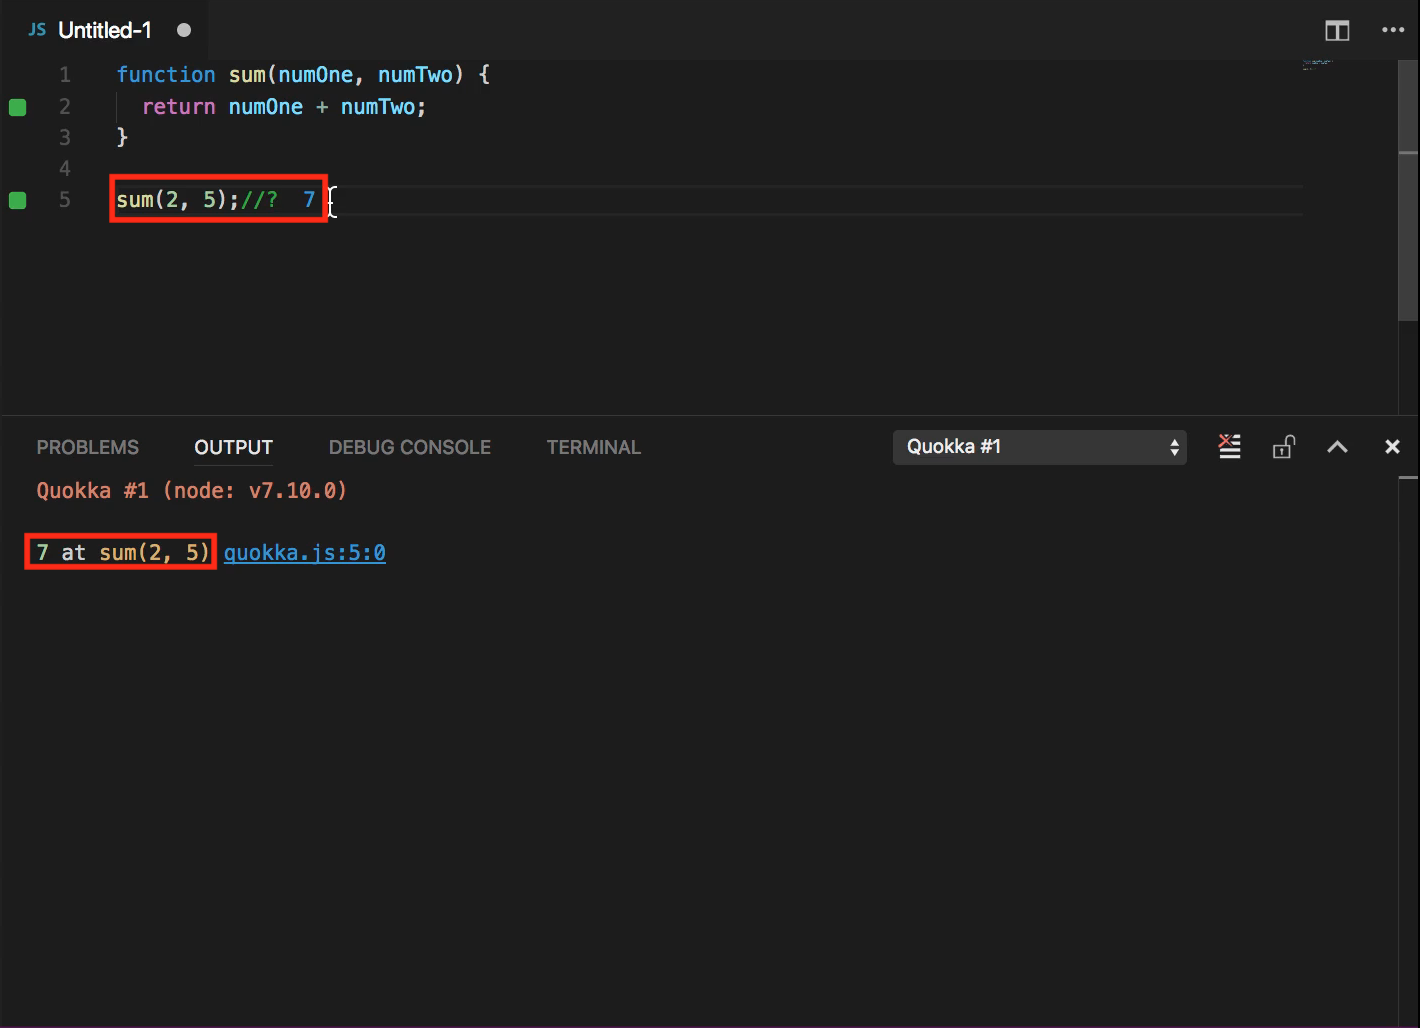 JS Untitled-1
1 function sum(numOne, numTwo) {
2 return numOne + numTwo;
3 }
4
5 sum(2, 5);//? 7
PROBLEMS OUTPUT DEBUG CONSOLE TERMINAL Quokka #1
Quokka #1 (node: v7.10.0)
7 at sum(2, 5) quokka.js:5:0